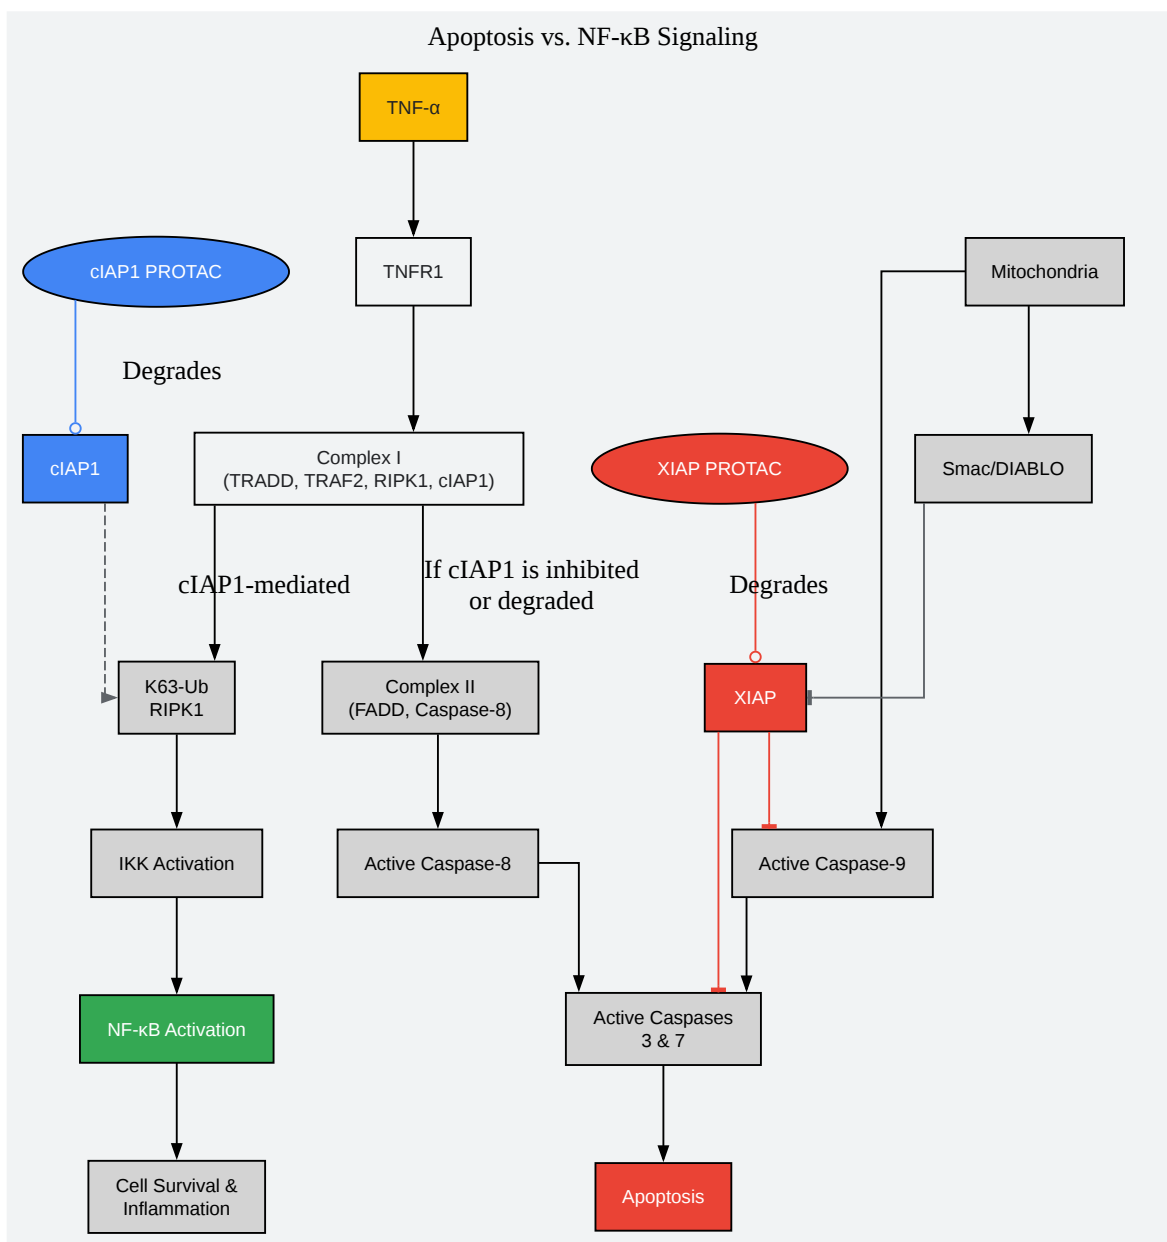 Apoptosis vs. NF-κB Signaling
TNF-α
cIAP1 PROTAC
TNFR1
Mitochondria
Degrades
cIAP1
Complex I
(TRADD, TRAF2, RIPK1, cIAP1)
XIAP PROTAC
Smac/DIABLO
cIAP1-mediated
If cIAP1 is inhibited
or degraded
Degrades
K63-Ub
RIPK1
Complex II
(FADD, Caspase-8)
XIAP
IKK Activation
Active Caspase-8
Active Caspase-9
NF-κB Activation
Active Caspases
3 & 7
Cell Survival &
Inflammation
Apoptosis